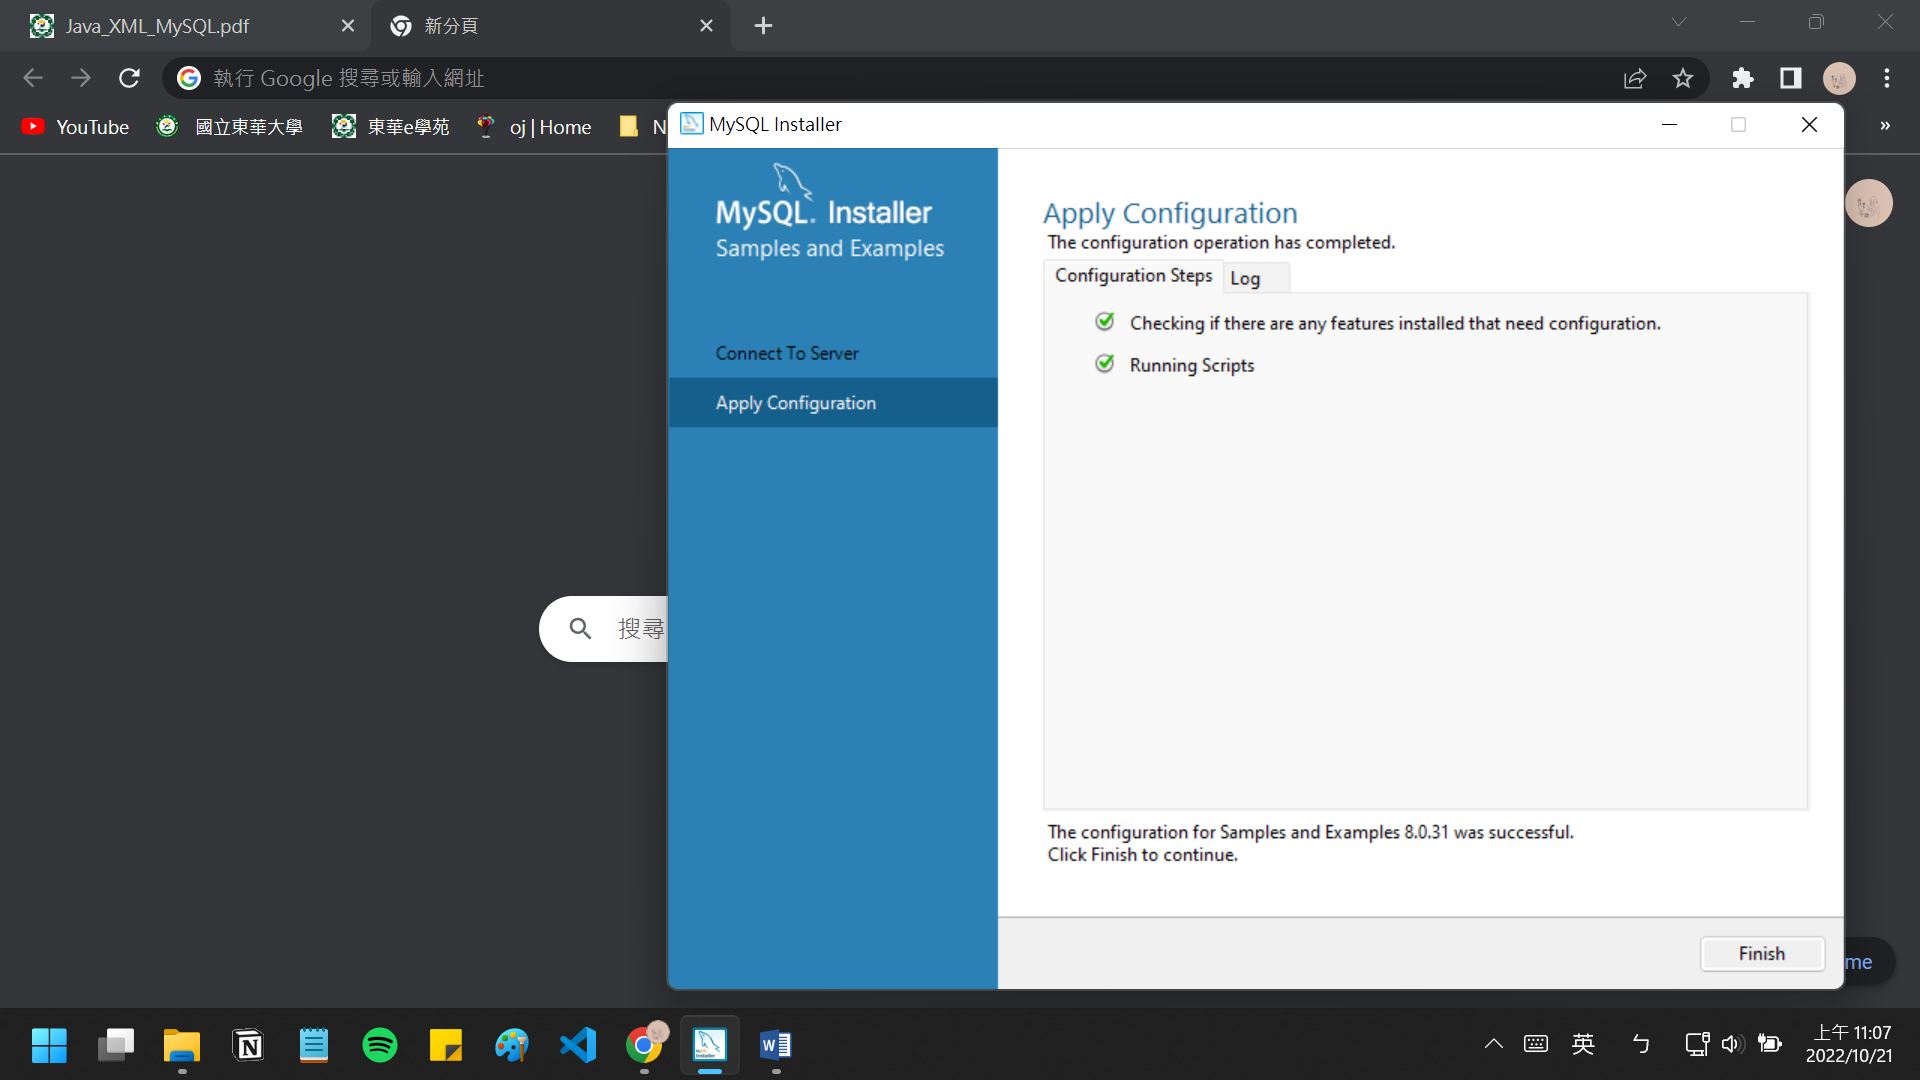 Java_XML_MySQL.pdf
新分頁
執行 Google 搜尋或輸入網址
YouTube
國立東華大學
東華e學苑
oj | Home
N
»
MySQL Installer
MySQL. Installer
Samples and Examples
Connect To Server
Apply Configuration
Apply Configuration
The configuration operation has completed.
Configuration Steps
Log
Checking if there are any features installed that need configuration.
Running Scripts
The configuration for Samples and Examples 8.0.31 was successful.
Click Finish to continue.
Finish
搜尋
me
英
ㄅ
上午 11:07
2022/10/21